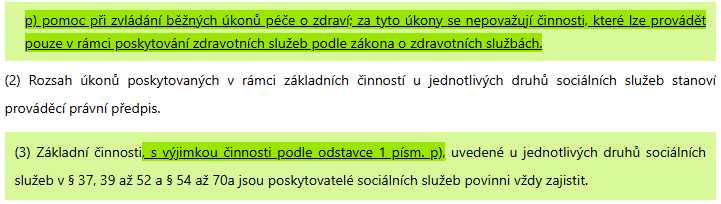 p) pomoc při zvládání běžných úkonů péče o zdraví; za tyto úkony se nepovažují činnosti, které lze provádět
pouze v rámci poskytování zdravotních služeb podle zákona o zdravotních službách.
(2) Rozsah úkonů poskytovaných v rámci základních činností u jednotlivých druhů sociálních služeb stanoví
prováděcí právní předpis.
(3) Základní činnosti, s výjimkou činnosti podle odstavce 1 písm. p), uvedené u jednotlivých druhů sociálních
služeb v § 37, 39 až 52 a § 54 až 70a jsou poskytovatelé sociálních služeb povinni vždy zajistit.